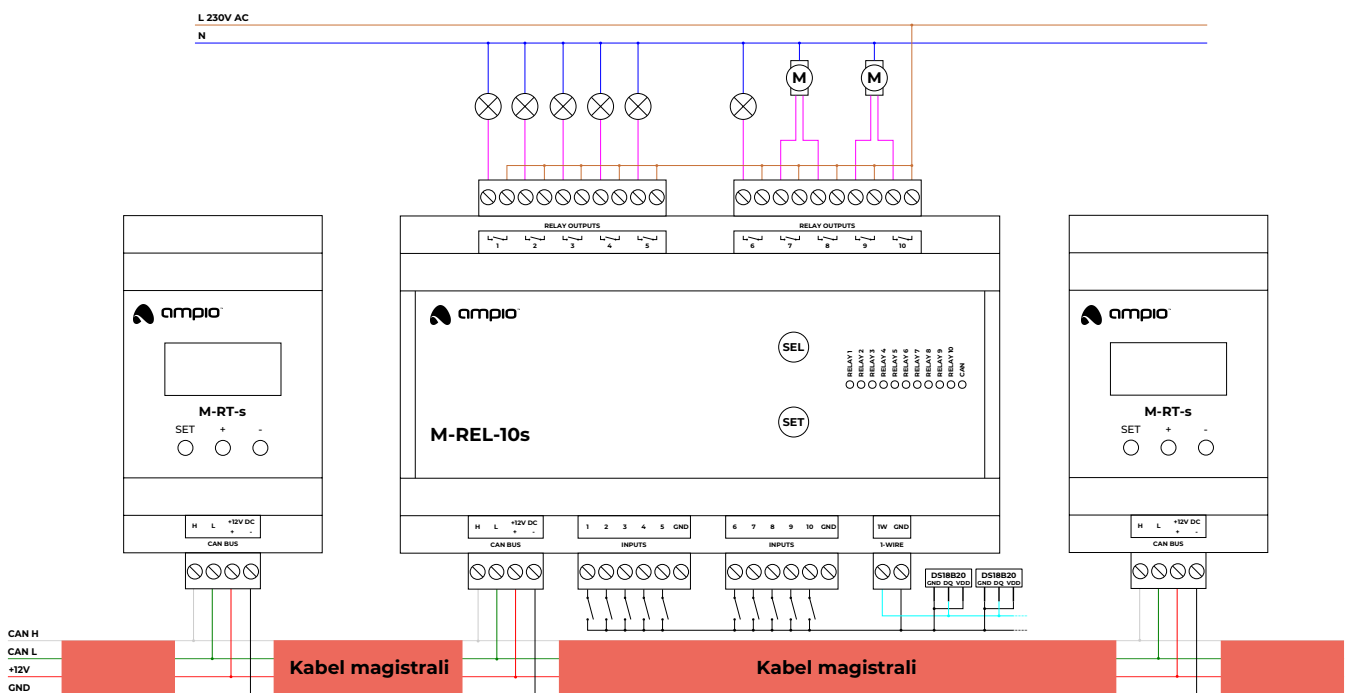 L 230V AC
N
M M
RELAY OUTPUTS RELAY OUTPUTS
1 2 3 4 5 6 7 8 9 10
ampio ampio ampio
SEL
RELAY 1
RELAY 2
RELAY 3
RELAY 4
RELAY 5
RELAY 6
RELAY 7
RELAY 8
RELAY 9
RELAY 10
CAN
M-RT-s M-RT-s
SET + - SET SET + -
M-REL-10s
H L +12V DC + -
CAN BUS
H L +12V DC + -
CAN BUS
1 2 3 4 5 GND
INPUTS
6 7 8 9 10 GND
INPUTS
1W GND
1-WIRE
H L +12V DC + -
CAN BUS
DS18B20 DS18B20
GND DQ VDD GND DQ VDD
CAN H
CAN L
+12V
GND
Kabel magistrali Kabel magistrali